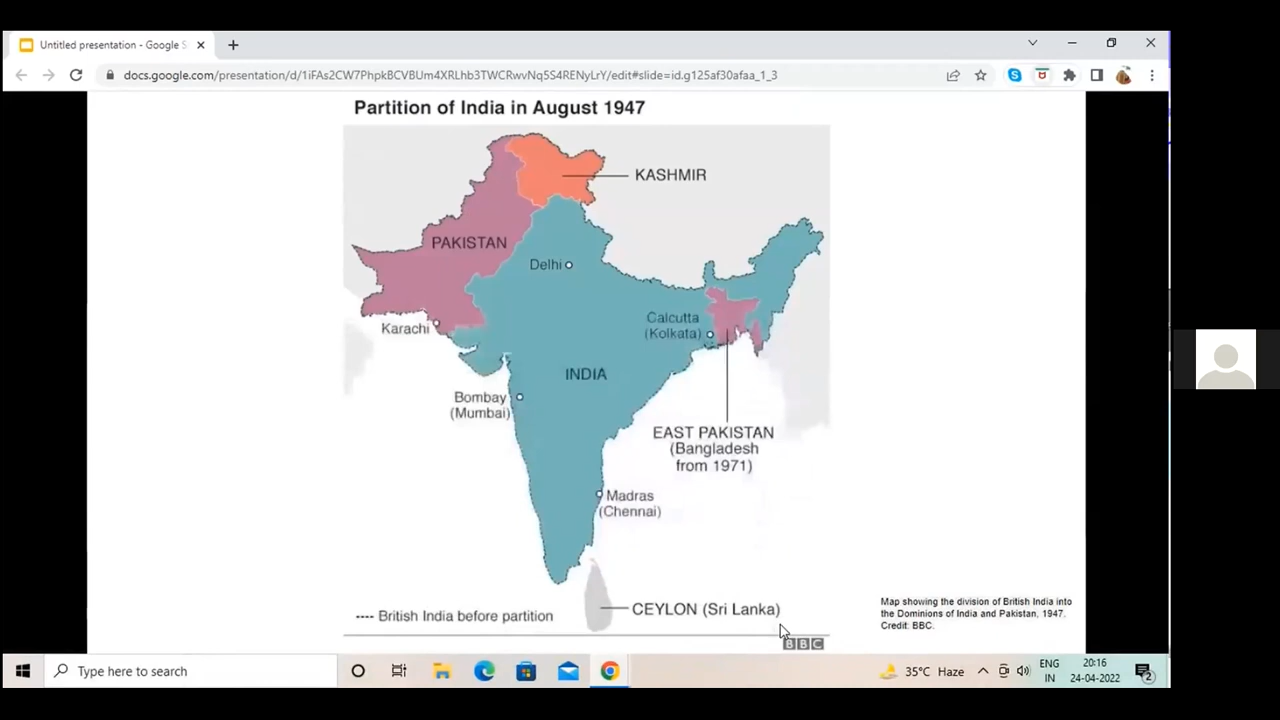 Untitled presentation - Google S
docs.google.com/presentation/d/1iFAs2CW7PhpkBCVBUm4XRLhb3TWCRwvNq5S4RENyLrY/edit#slide=id.g125af30afaa_1_3
Partition of India in August 1947
KASHMIR
PAKISTAN
Delhi
Karachi
Calcutta
(Kolkata)
INDIA
Bombay
(Mumbai)
EAST PAKISTAN
(Bangladesh
from 1971)
Madras
(Chennai)
CEYLON (Sri Lanka)
---- British India before partition
BBC
Map showing the division of British India into
the Dominions of India and Pakistan, 1947.
Credit: BBC.
Type here to search
35°C Haze
ENG
IN
20:16
24-04-2022
2